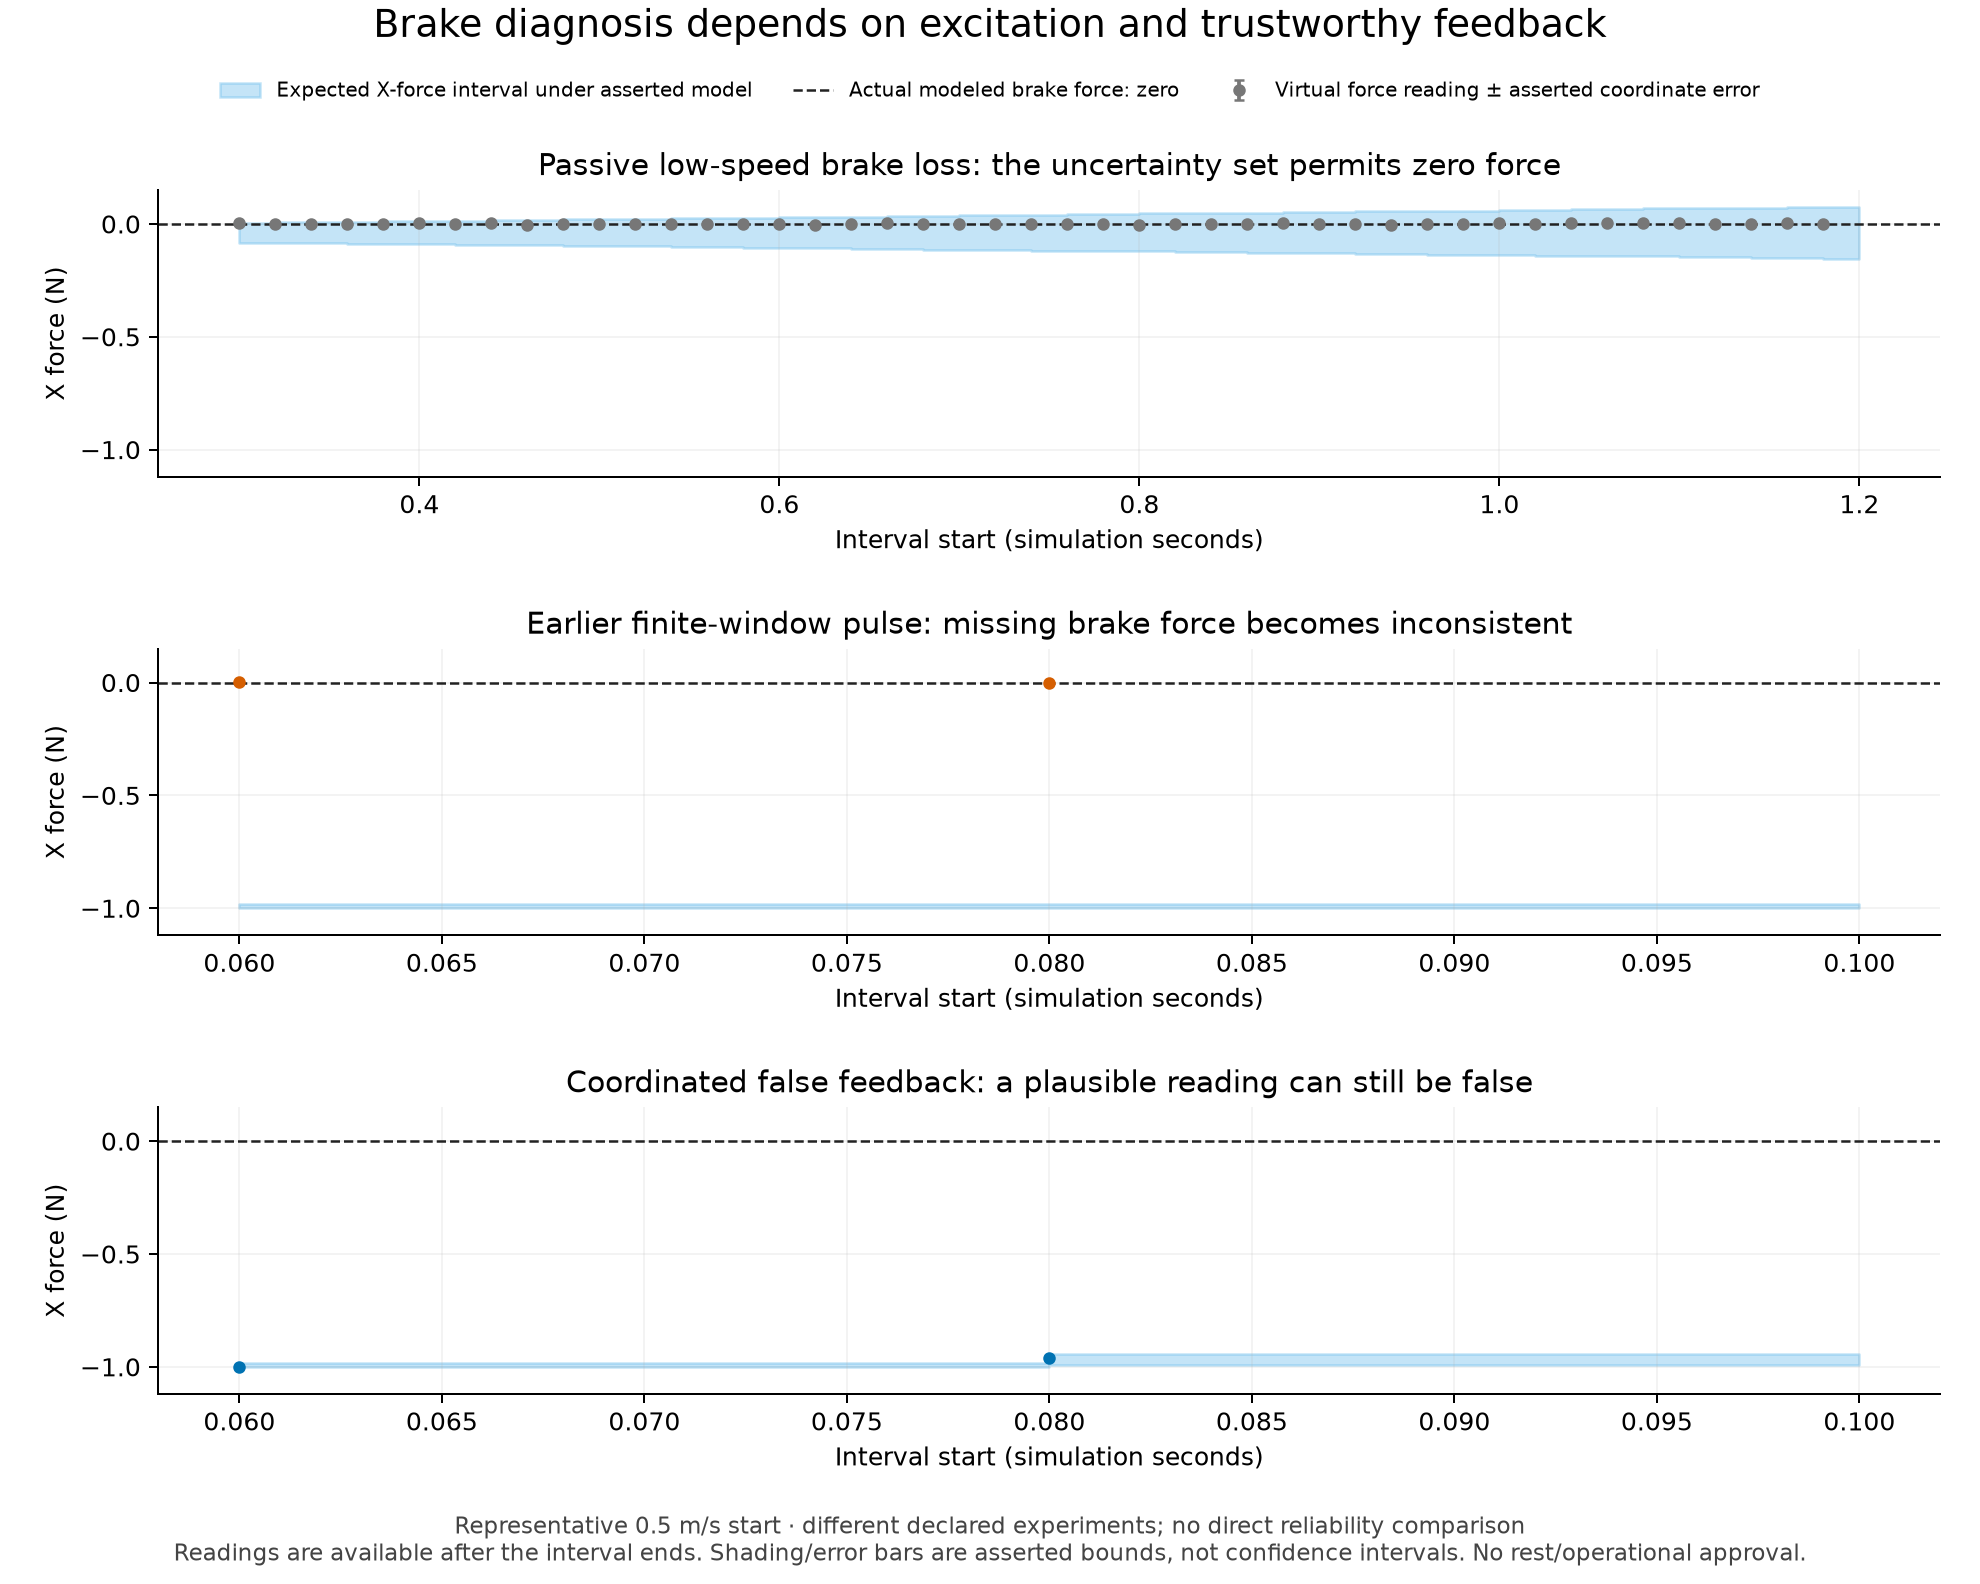 Brake diagnosis depends on excitation and trustworthy feedback
Expected X-force interval under asserted model
Actual modeled brake force: zero
Virtual force reading ± asserted coordinate error
Passive low-speed brake loss: the uncertainty set permits zero force
X force (N)
0.0
−0.5
−1.0
0.4 0.6 0.8 1.0 1.2
Interval start (simulation seconds)
Earlier finite-window pulse: missing brake force becomes inconsistent
X force (N)
0.0
−0.5
−1.0
0.060 0.065 0.070 0.075 0.080 0.085 0.090 0.095 0.100
Interval start (simulation seconds)
Coordinated false feedback: a plausible reading can still be false
X force (N)
0.0
−0.5
−1.0
0.060 0.065 0.070 0.075 0.080 0.085 0.090 0.095 0.100
Interval start (simulation seconds)
Representative 0.5 m/s start · different declared experiments; no direct reliability comparison
Readings are available after the interval ends. Shading/error bars are asserted bounds, not confidence intervals. No rest/operational approval.